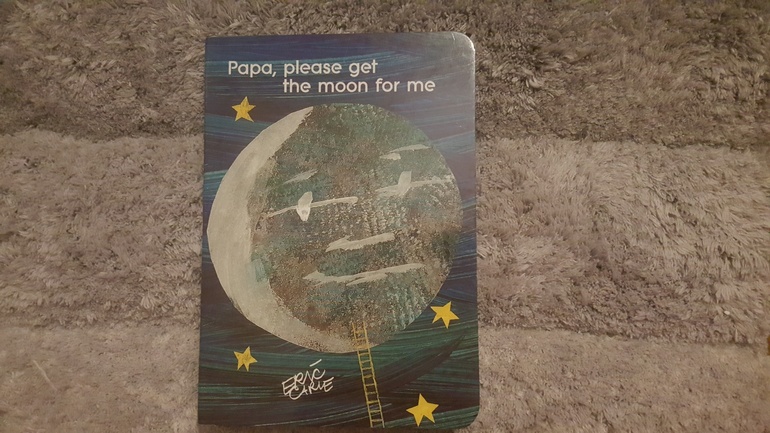 Papa, please get
the moon for me
ERIC
CARLE